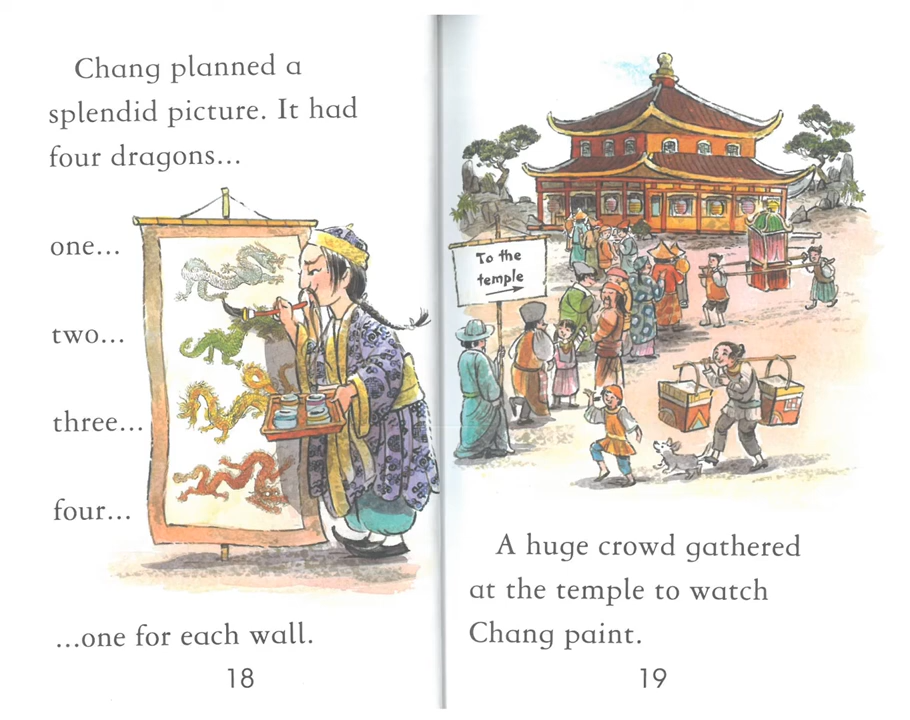 Chang planned a
splendid picture. It had
four dragons...
one...
two...
three...
four...
...one for each wall.
18
To the
temple
A huge crowd gathered
at the temple to watch
Chang paint.
19